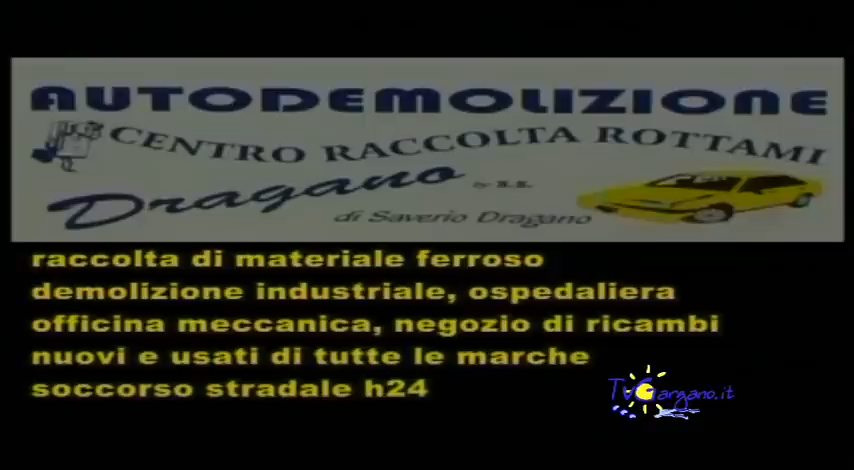 AUTODEMOLIZIONE
CENTRO RACCOLTA ROTTAMI
Dragano
di Saverio Dragano
raccolta di materiale ferroso
demolizione industriale, ospedaliera
officina meccanica, negozio di ricambi
nuovi e usati di tutte le marche
soccorso stradale h24
TvGargano.it